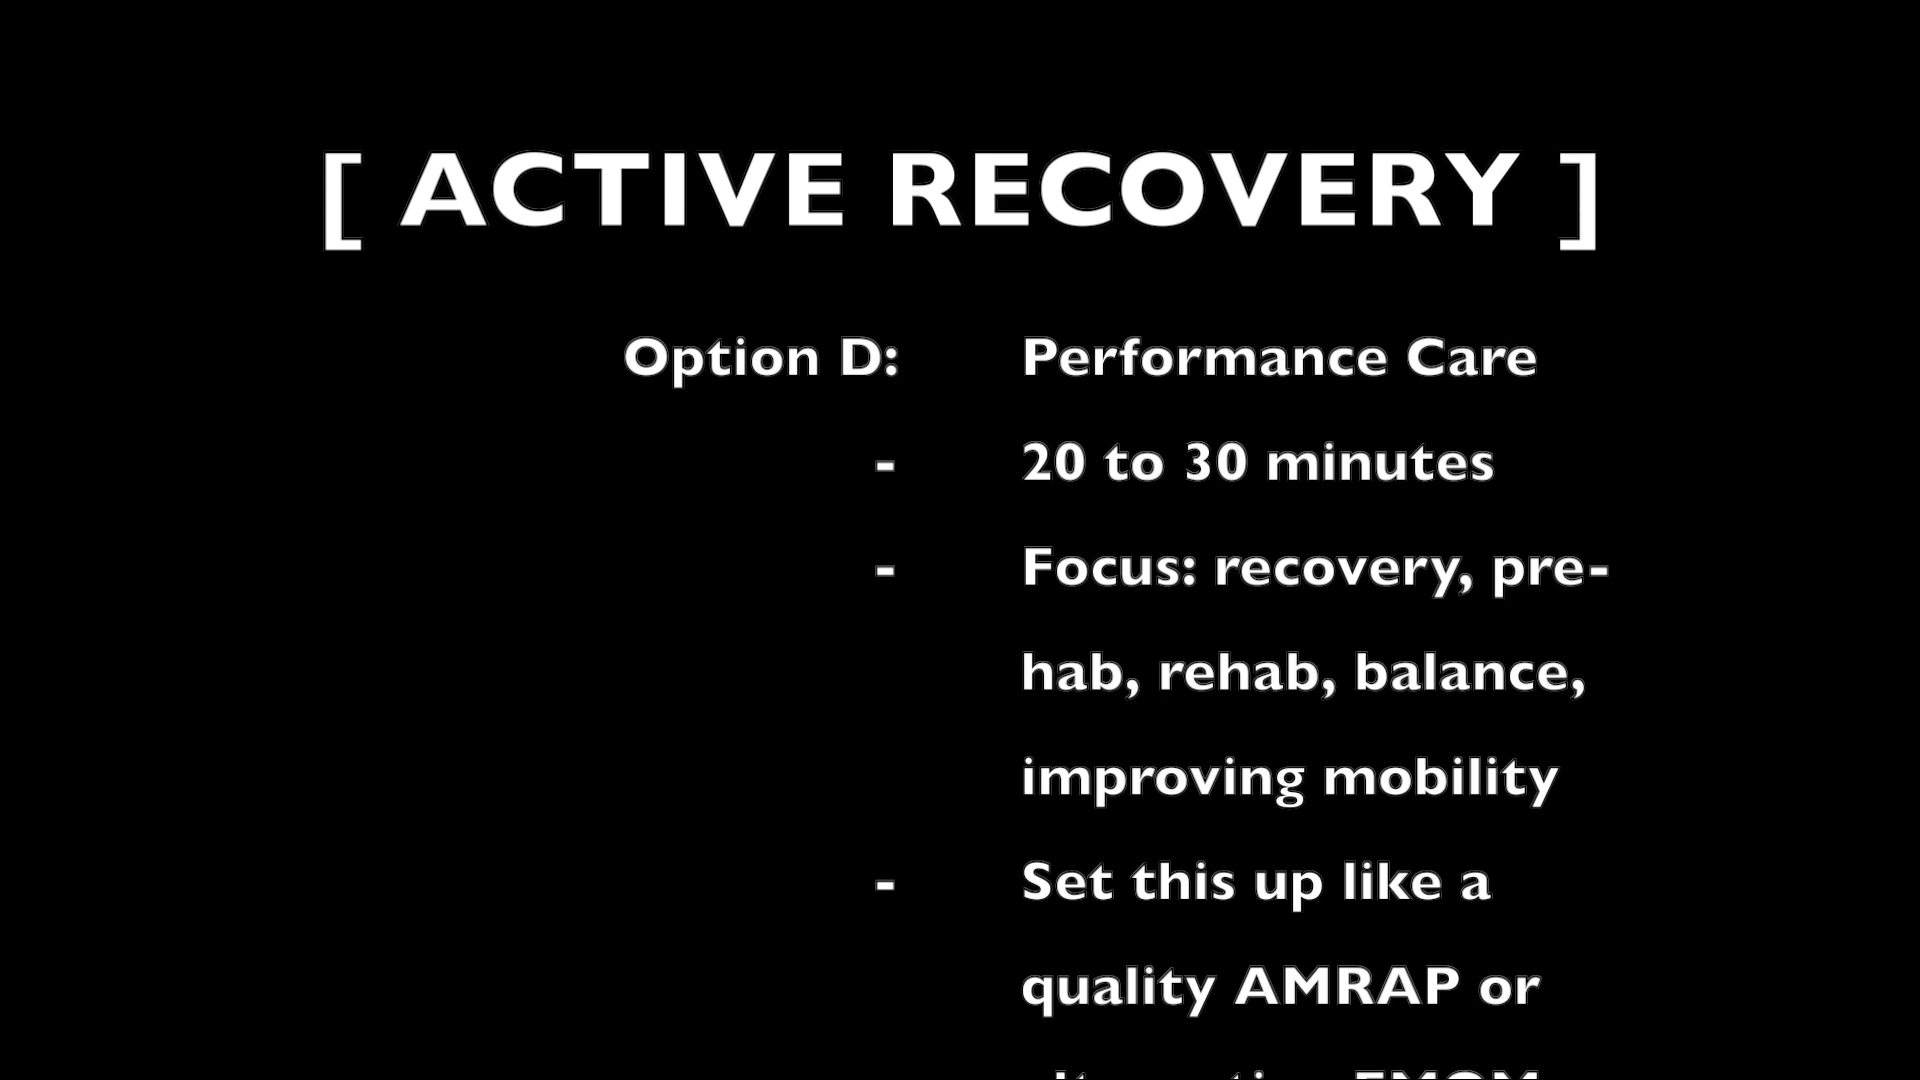 [ ACTIVE RECOVERY ]
Option D: Performance Care
- 20 to 30 minutes
- Focus: recovery, pre-
hab, rehab, balance,
improving mobility
- Set this up like a
quality AMRAP or